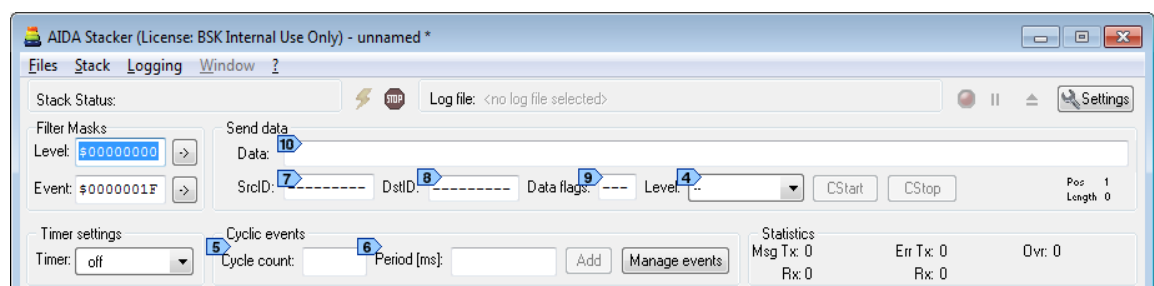 AIDA Stacker (License: BSK Internal Use Only) - unnamed *
Files Stack Logging Window ?
Stack Status: STOP Log file: <no log file selected> Settings
Filter Masks Send data
Level: $00000000 -> Data: 10
Event: $0000001F -> SrcID: 7 --------- DstID: 8 --------- Data flags: 9 --- Level: 4 -- CStart CStop Pos 1
Length 0
Timer settings Cyclic events Statistics
Timer: off 5 Cycle count: 6 Period [ms]: Add Manage events Msg Tx: 0 Err Tx: 0 Ovr: 0
Rx: 0 Rx: 0